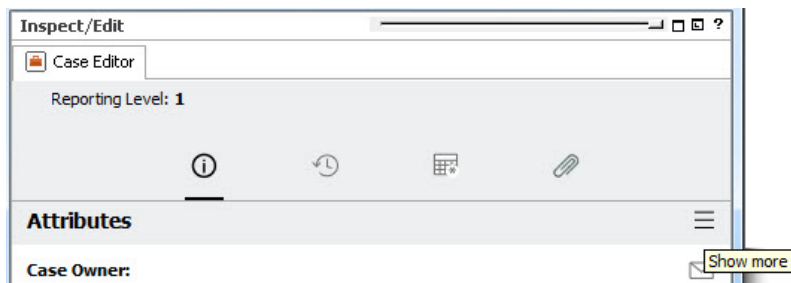 Inspect/Edit ?
Case Editor
Reporting Level: 1
Attributes
Case Owner:
Show more